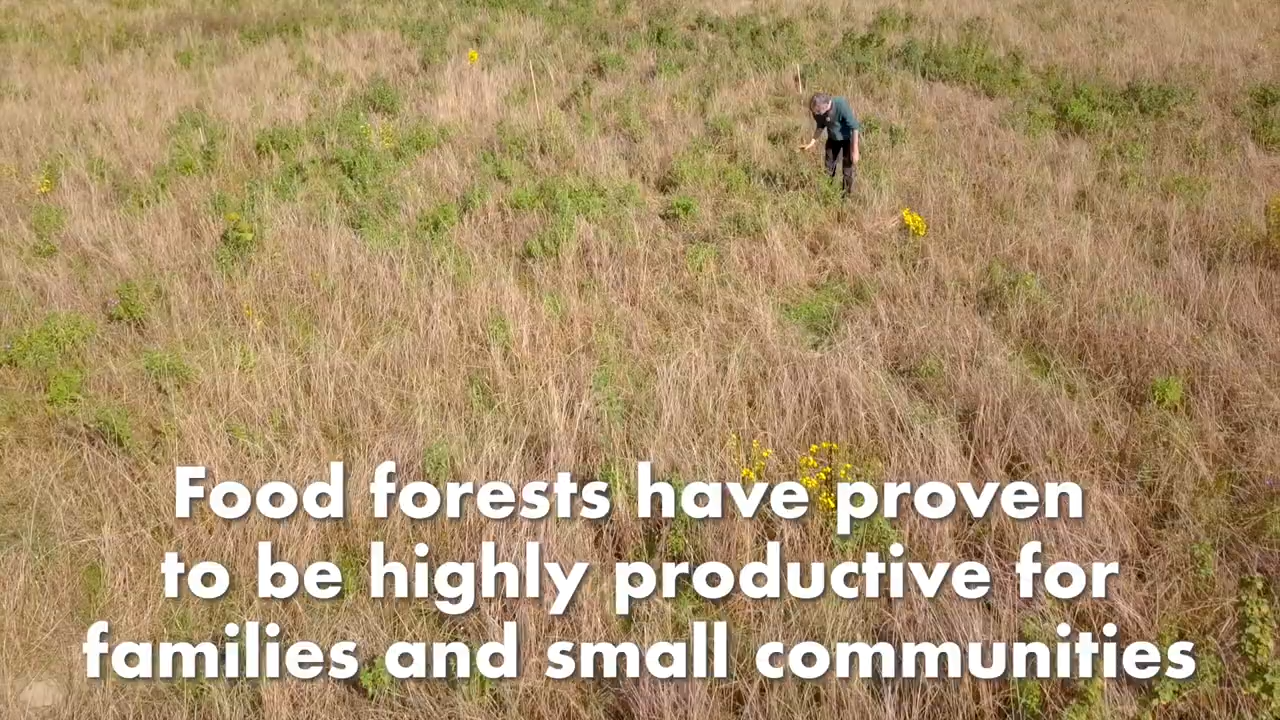 Food forests have proven
to be highly productive for
families and small communities